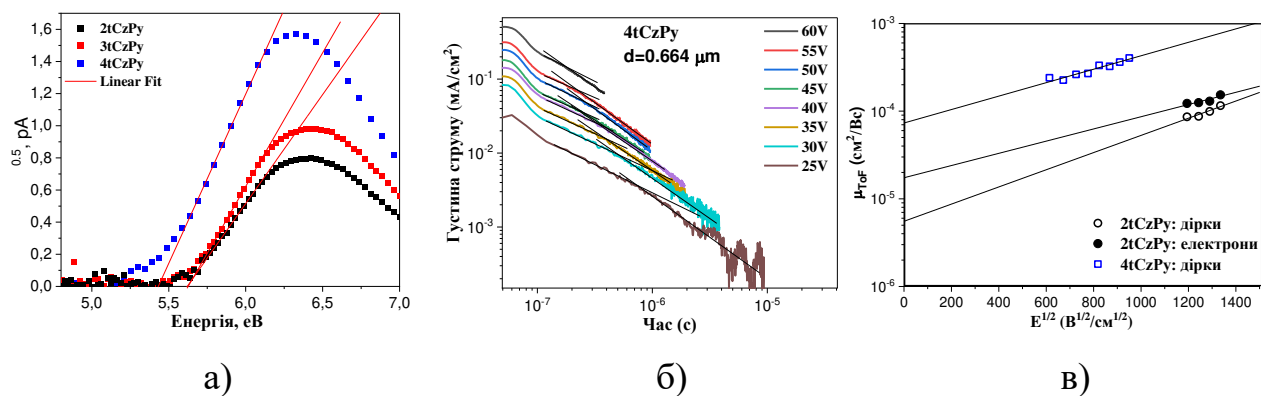 2tCzPy
3tCzPy
4tCzPy
Linear Fit
1,6
1,4
1,2
1,0
0,8
0,6
0,4
0,2
0,0
0,5, pA
5,0
5,5
6,0
6,5
7,0
Енергія, еВ
а)
4tCzPy
d=0.664 μm
60V
55V
50V
45V
40V
35V
30V
25V
10⁻¹
10⁻²
10⁻³
Густина струму (мА/см²)
10⁻⁷
10⁻⁶
10⁻⁵
Час (с)
б)
10⁻³
10⁻⁴
10⁻⁵
10⁻⁶
μToF (см²/Вс)
2tCzPy: дірки
2tCzPy: електрони
4tCzPy: дірки
0 200 400 600 800 1000 1200 1400
E^1/2 (В^1/2/см^1/2)
в)